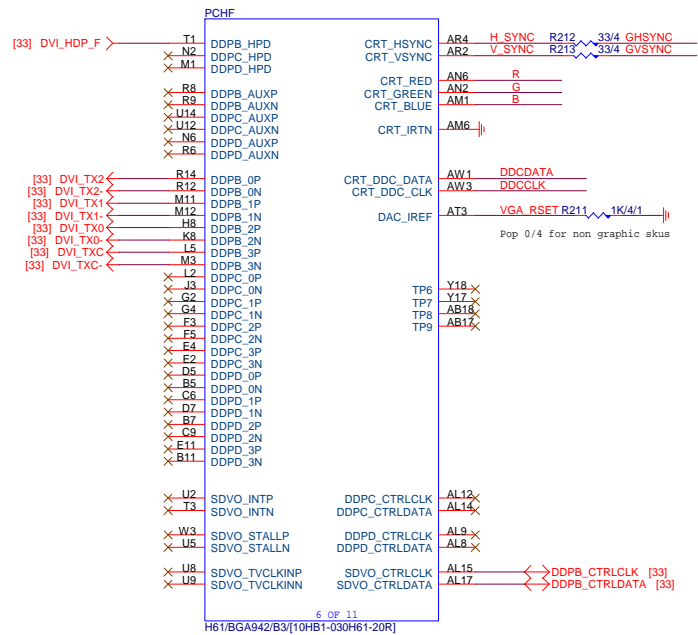 PCHF
[33] DVI_HDP_F T1 DDPB_HPD CRT_HSYNC AR4 H_SYNC R212 33/4 GHSYNC
N2 DDPC_HPD CRT_VSYNC AR2 V_SYNC R213 33/4 GVSYNC
M1 DDPD_HPD
CRT_RED AN6 R
R8 DDPB_AUXP CRT_GREEN AN2 G
R9 DDPB_AUXN CRT_BLUE AM1 B
U14 DDPC_AUXP
U12 DDPC_AUXN CRT_IRTN AM6
N6 DDPD_AUXP
R6 DDPD_AUXN
[33] DVI_TX2 R14 DDPB_0P CRT_DDC_DATA AW1 DDCDATA
[33] DVI_TX2- R12 DDPB_0N CRT_DDC_CLK AW3 DDCCLK
[33] DVI_TX1 M11 DDPB_1P
[33] DVI_TX1- M12 DDPB_1N DAC_IREF AT3 VGA_RSET R211 1K/4/1
[33] DVI_TX0 H8 DDPB_2P
[33] DVI_TX0- K8 DDPB_2N Pop 0/4 for non graphic skus
[33] DVI_TXC L5 DDPB_3P
[33] DVI_TXC- M3 DDPB_3N
L2 DDPC_0P
J3 DDPC_0N TP6 Y18
G2 DDPC_1P TP7 Y17
G4 DDPC_1N TP8 AB18
F3 DDPC_2P TP9 AB17
F5 DDPC_2N
E4 DDPC_3P
E2 DDPC_3N
D5 DDPD_0P
B5 DDPD_0N
C6 DDPD_1P
D7 DDPD_1N
B7 DDPD_2P
C9 DDPD_2N
E11 DDPD_3P
B11 DDPD_3N
U2 SDVO_INTP DDPC_CTRLCLK AL12
T3 SDVO_INTN DDPC_CTRLDATA AL14
W3 SDVO_STALLP DDPD_CTRLCLK AL9
U5 SDVO_STALLN DDPD_CTRLDATA AL8
U8 SDVO_TVCLKINP SDVO_CTRLCLK AL15 DDPB_CTRLCLK [33]
U9 SDVO_TVCLKINN SDVO_CTRLDATA AL17 DDPB_CTRLDATA [33]
6 OF 11
H61/BGA942/B3/[10HB1-030H61-20R]